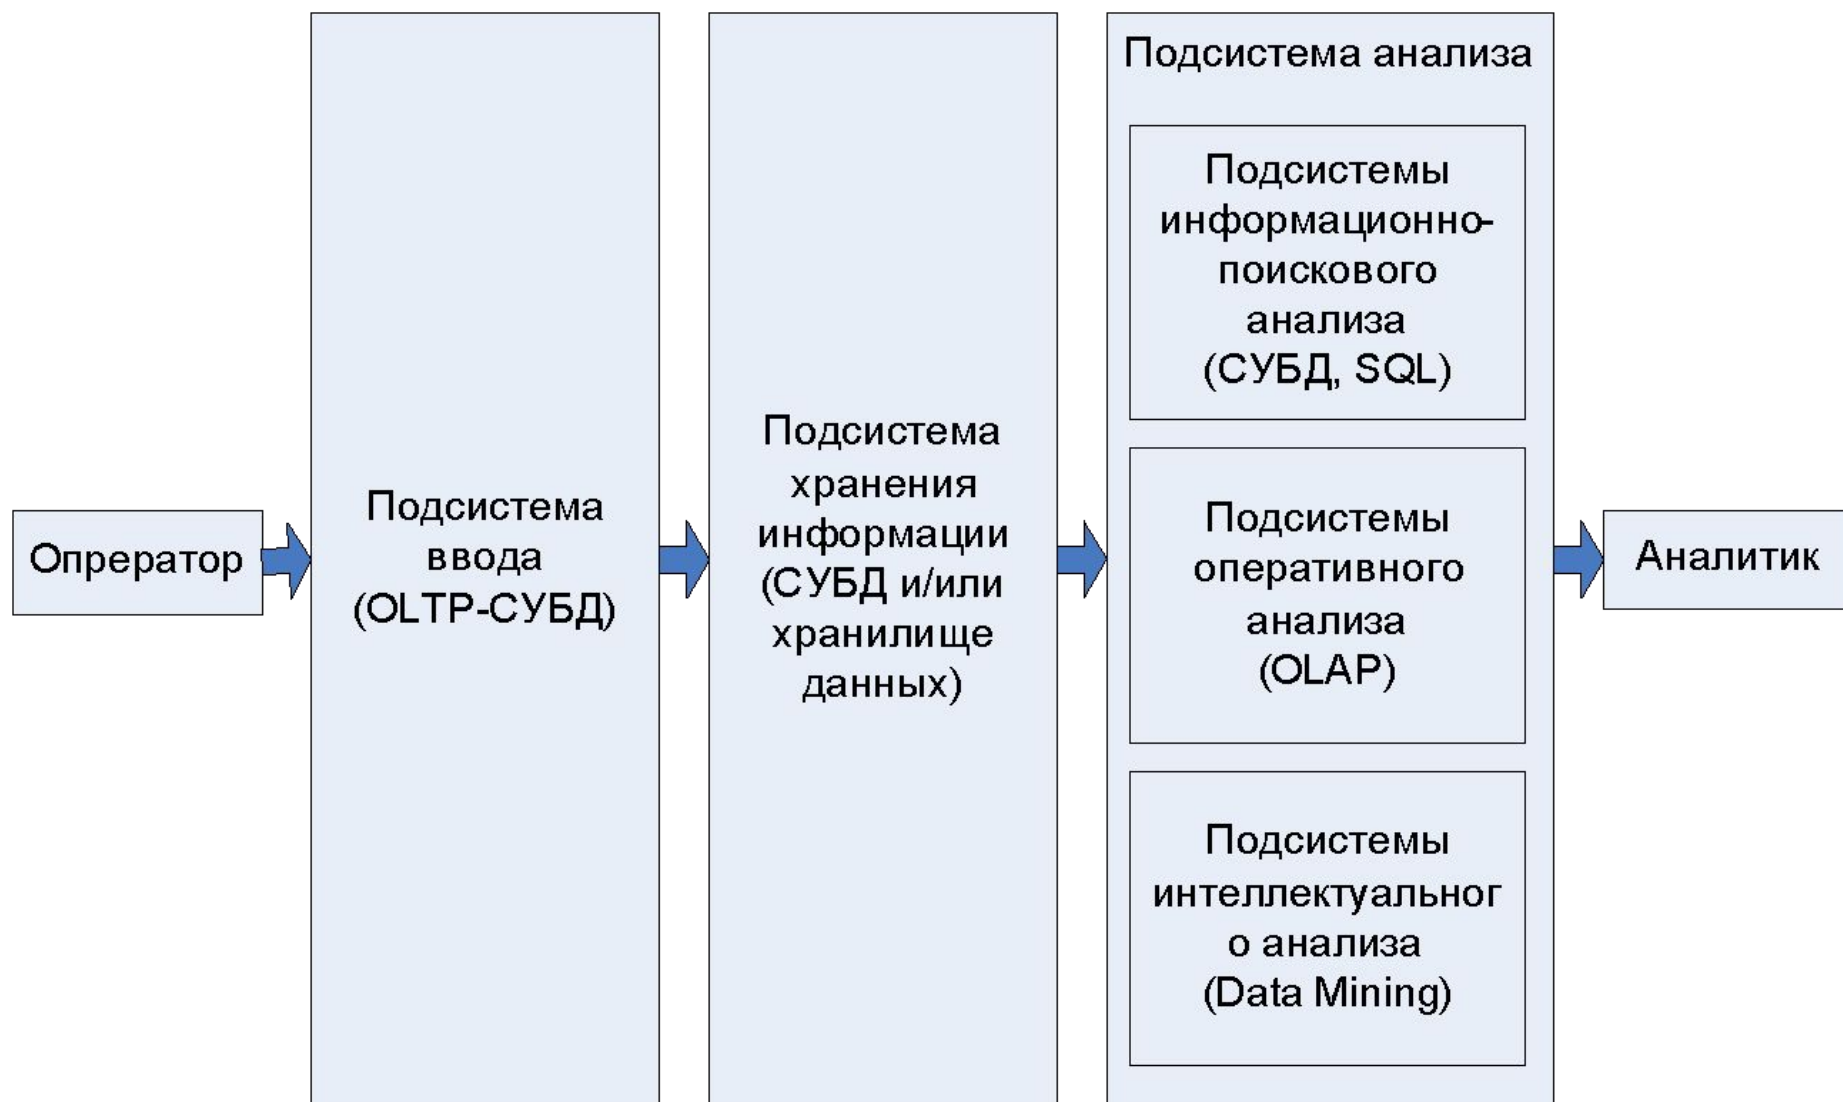 Опрератор
Подсистема
ввода
(OLTP-СУБД)
Подсистема
хранения
информации
(СУБД и/или
хранилище
данных)
Подсистема анализа
Подсистемы
информационно-
поискового
анализа
(СУБД, SQL)
Подсистемы
оперативного
анализа
(OLAP)
Подсистемы
интеллектуальног
о анализа
(Data Mining)
Аналитик